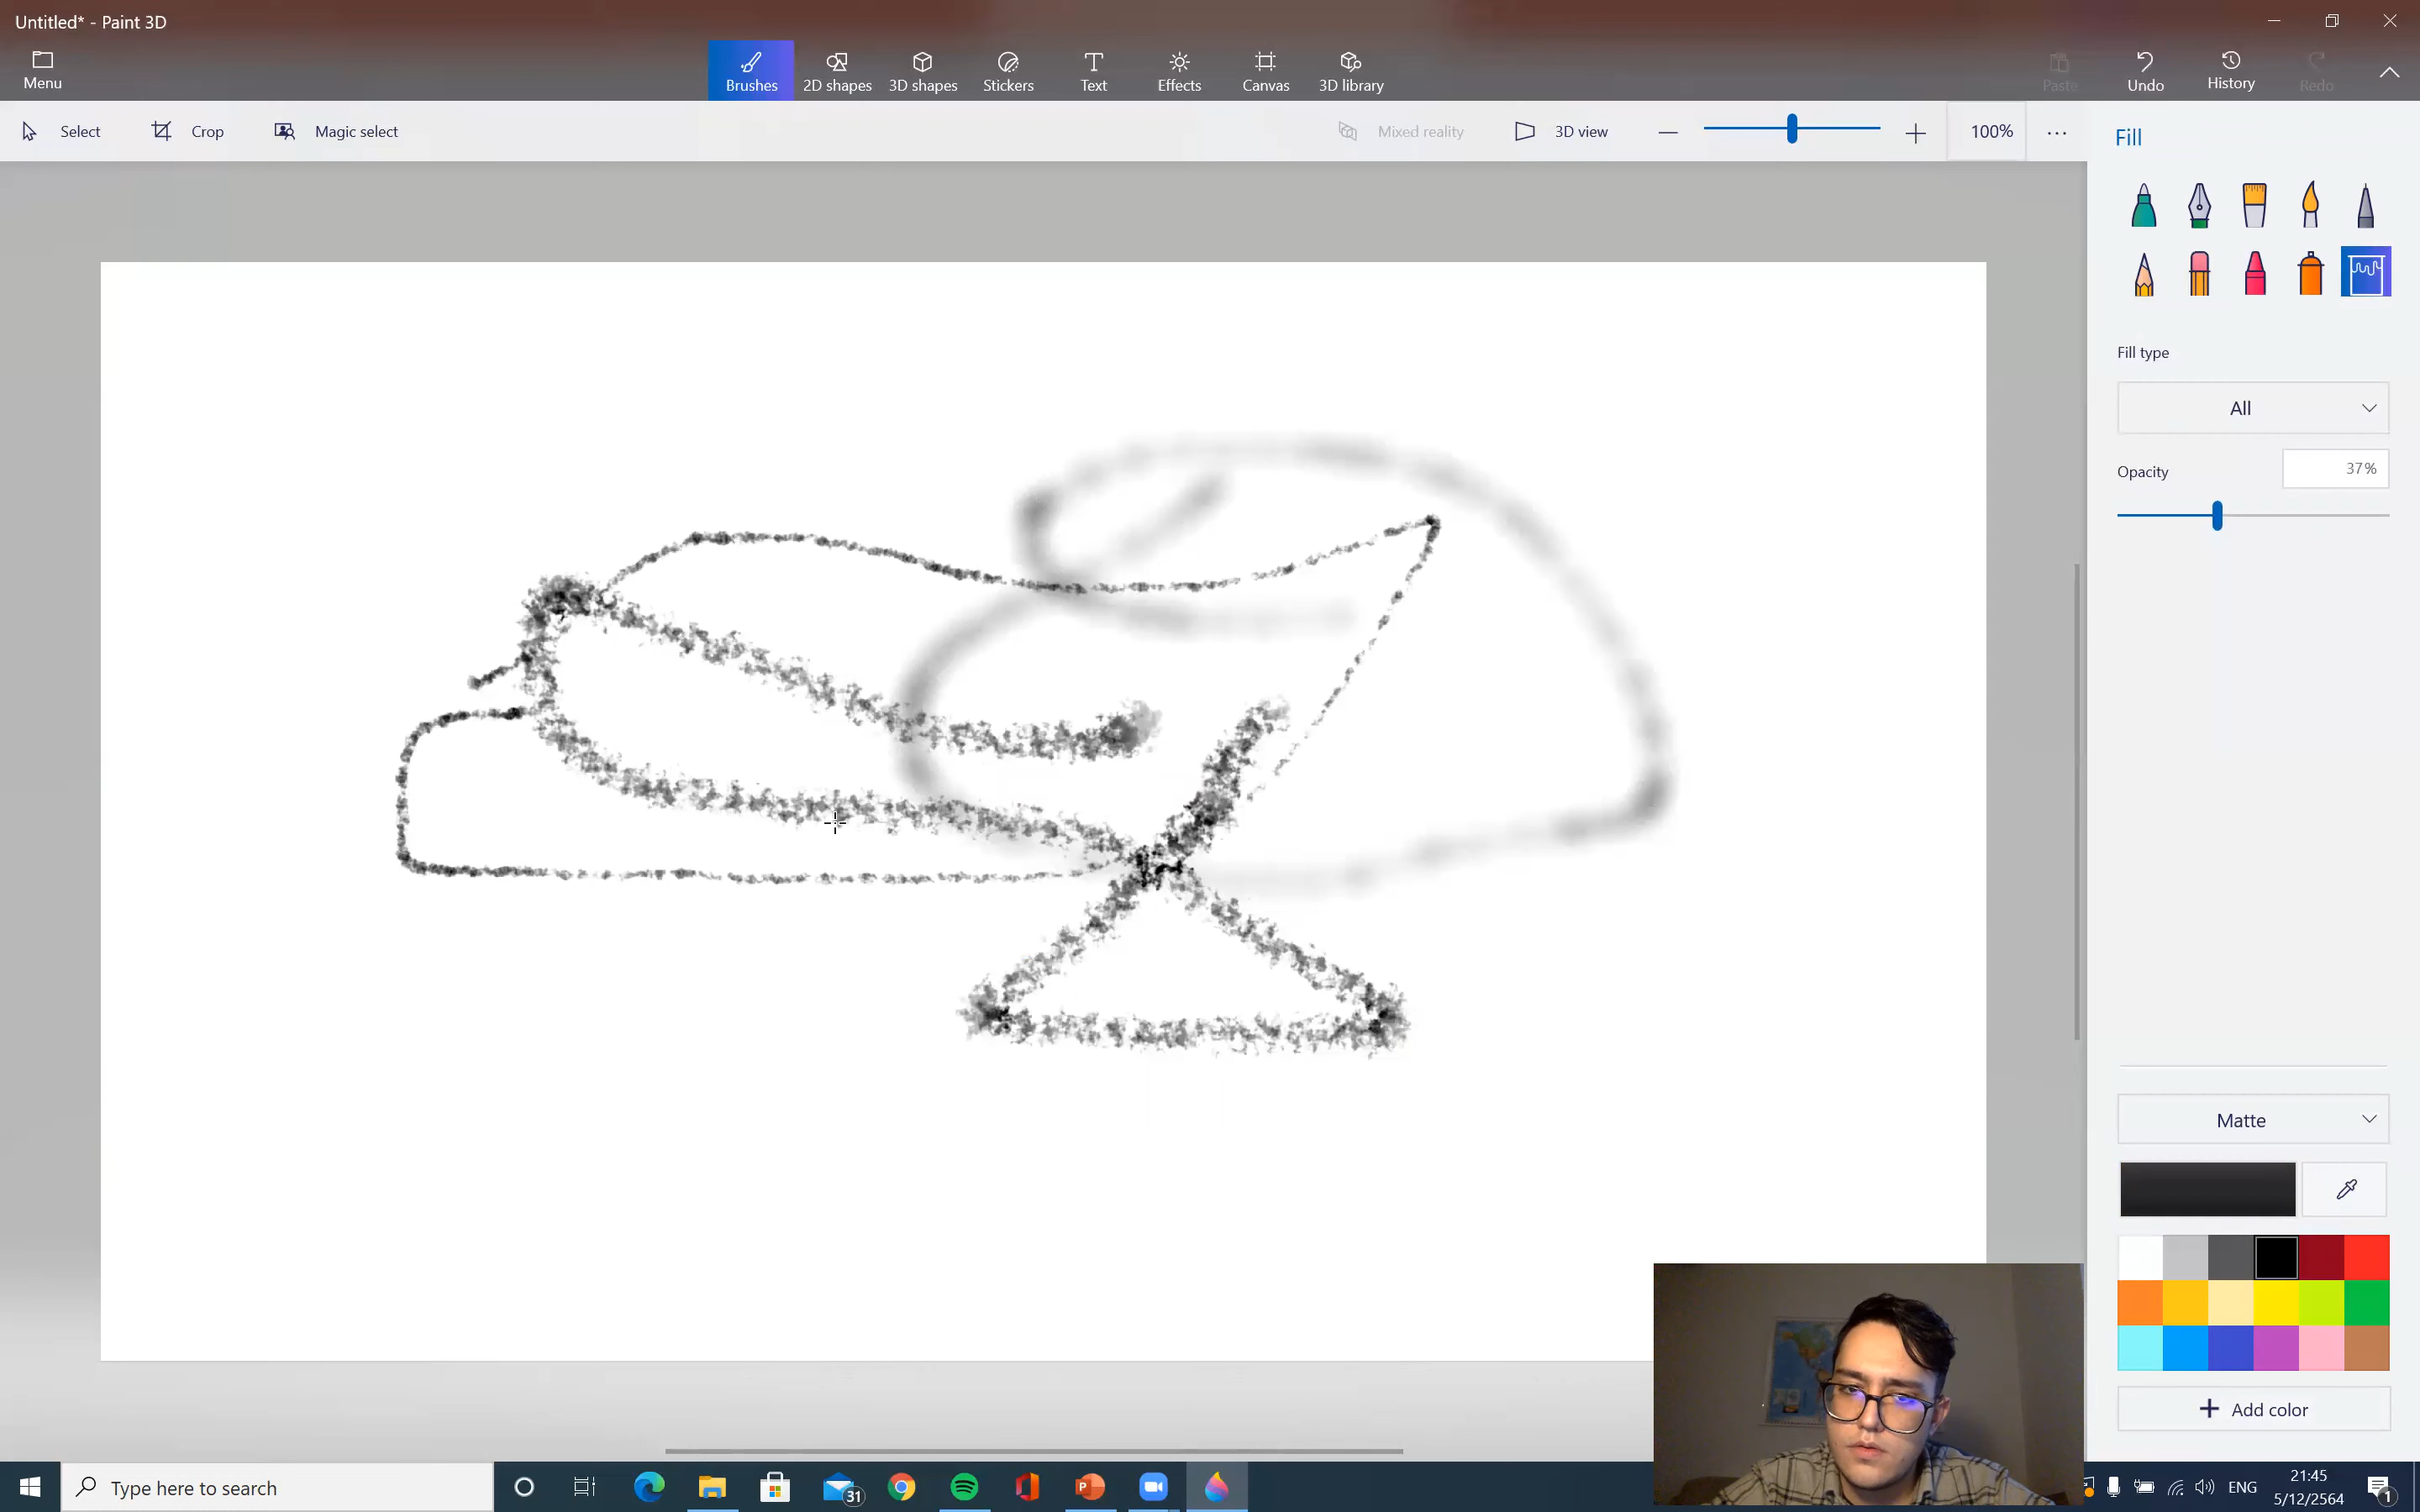 Untitled* - Paint 3D
Menu
Brushes
2D shapes
3D shapes
Stickers
Text
Effects
Canvas
3D library
Paste
Undo
History
Redo
Select
Crop
Magic select
Mixed reality
3D view
100%
Fill
Fill type
All
Opacity
37%
Matte
Add color
Type here to search
31
P
ENG
21:45
5/12/2564
1